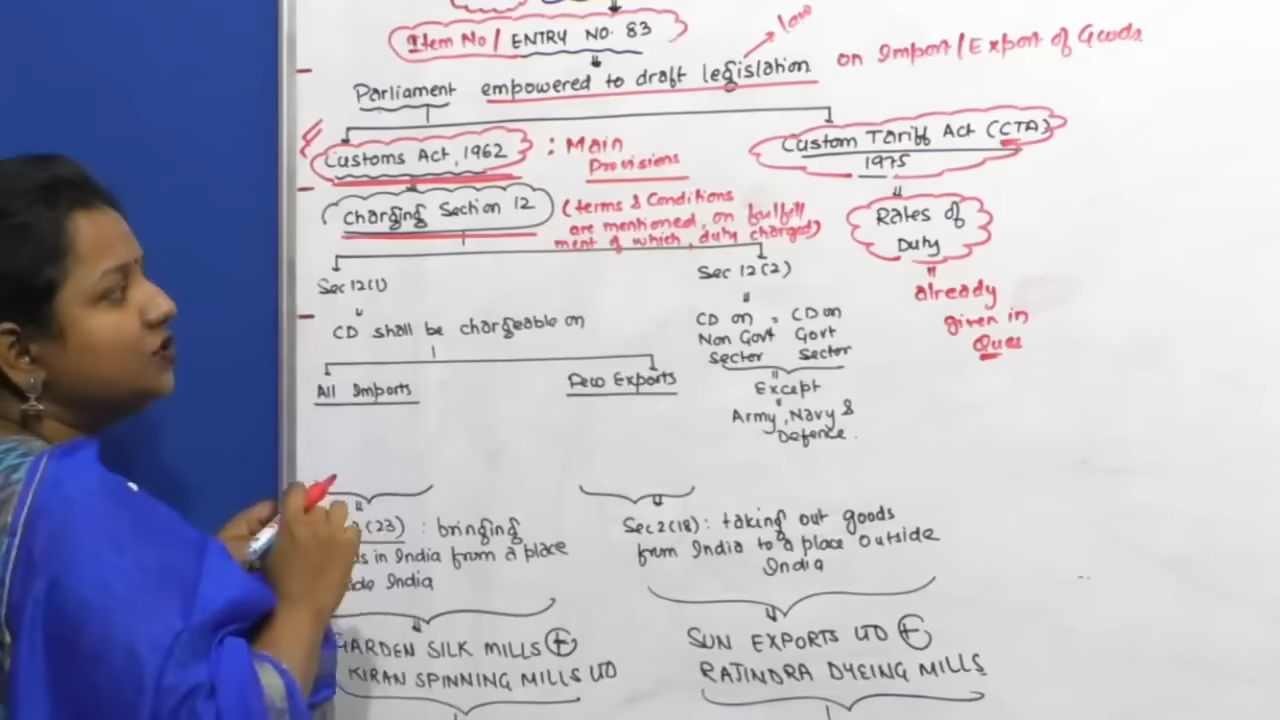 Item No/ ENTRY NO. 83
law
Parliament empowered to draft legislation on Import/Export of Goods
Customs Act, 1962 : Main Provisions
Custom Tariff Act (CTA)
1975
Charging Section 12 (terms & Conditions
are mentioned, on fulfill
ment of which, duty charged)
Rates of
Duty
already
given in
Ques
Sec 12(1)
CD shall be chargeable on
All Imports
Few Exports
Sec 12(2)
CD on = CD on
Non Govt Govt
Sector Sector
Except
Army, Navy &
Defence.
2(23) : bringing
in India from a place
India
Sec 2(18): taking out goods
from India to a place outside
India
GARDEN SILK MILLS +
KIRAN SPINNING MILLS LTD
SUN EXPORTS LTD +
RAJINDRA DYEING MILLS